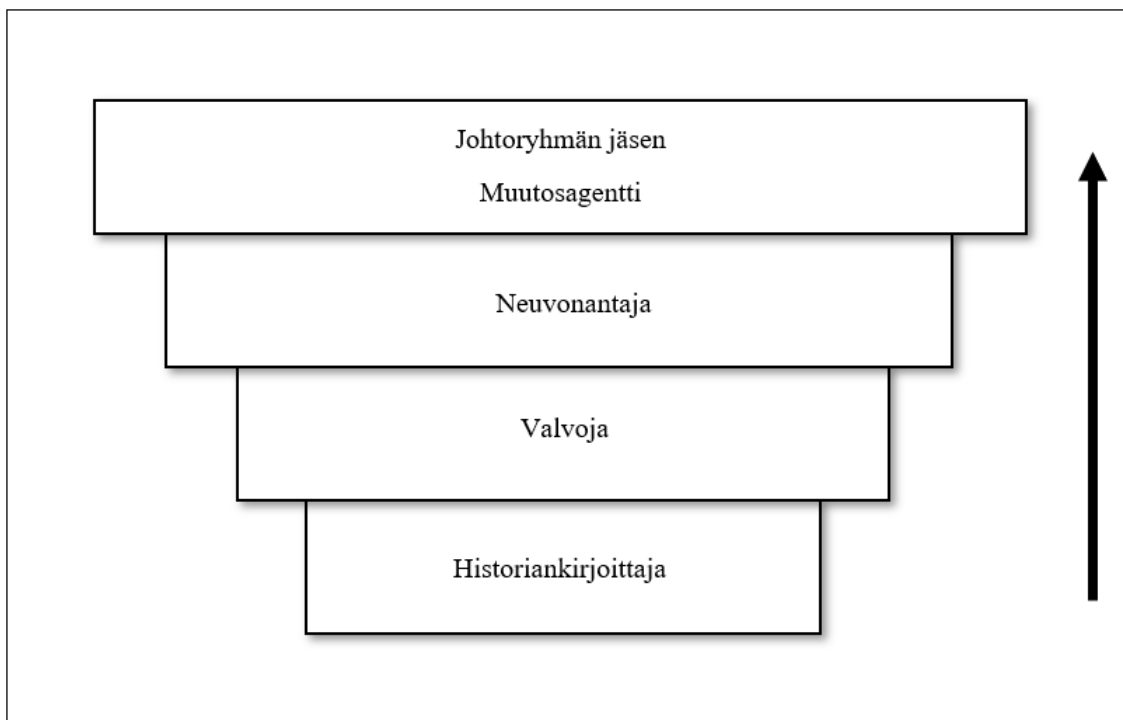 Johtoryhmän jäsen
Muutosagentti
Neuvonantaja
Valvoja
Historiankirjoittaja